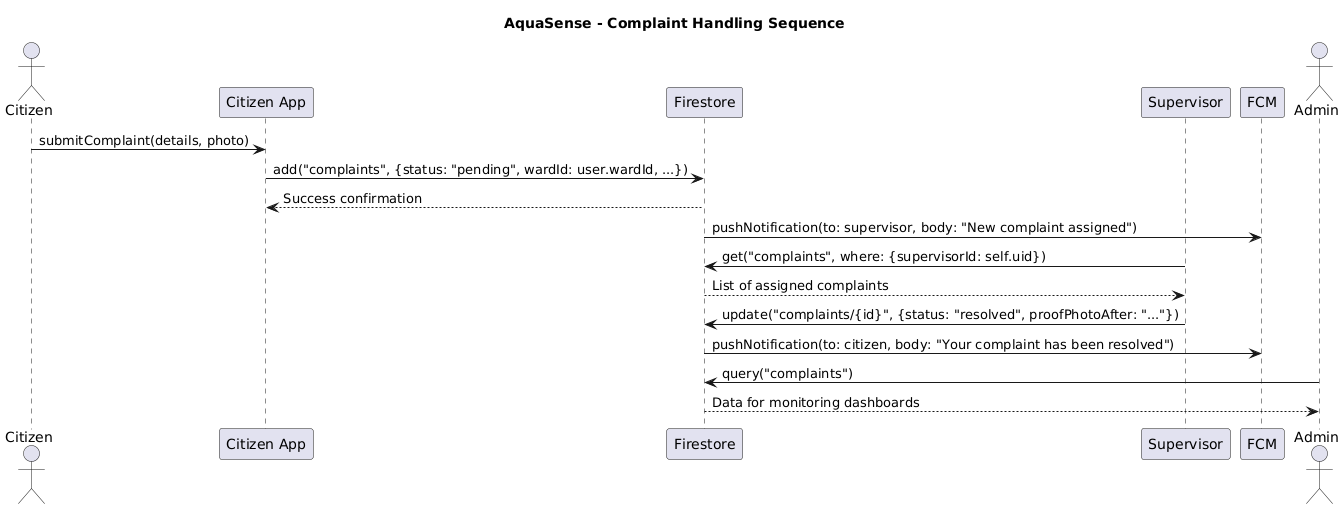 AquaSense - Complaint Handling Sequence
Citizen
Citizen App
Firestore
Supervisor
FCM
Admin
submitComplaint(details, photo)
add("complaints", {status: "pending", wardId: user.wardId, ...})
Success confirmation
pushNotification(to: supervisor, body: "New complaint assigned")
get("complaints", where: {supervisorId: self.uid})
List of assigned complaints
update("complaints/{id}", {status: "resolved", proofPhotoAfter: "..."})
pushNotification(to: citizen, body: "Your complaint has been resolved")
query("complaints")
Data for monitoring dashboards
Citizen
Citizen App
Firestore
Supervisor
FCM
Admin